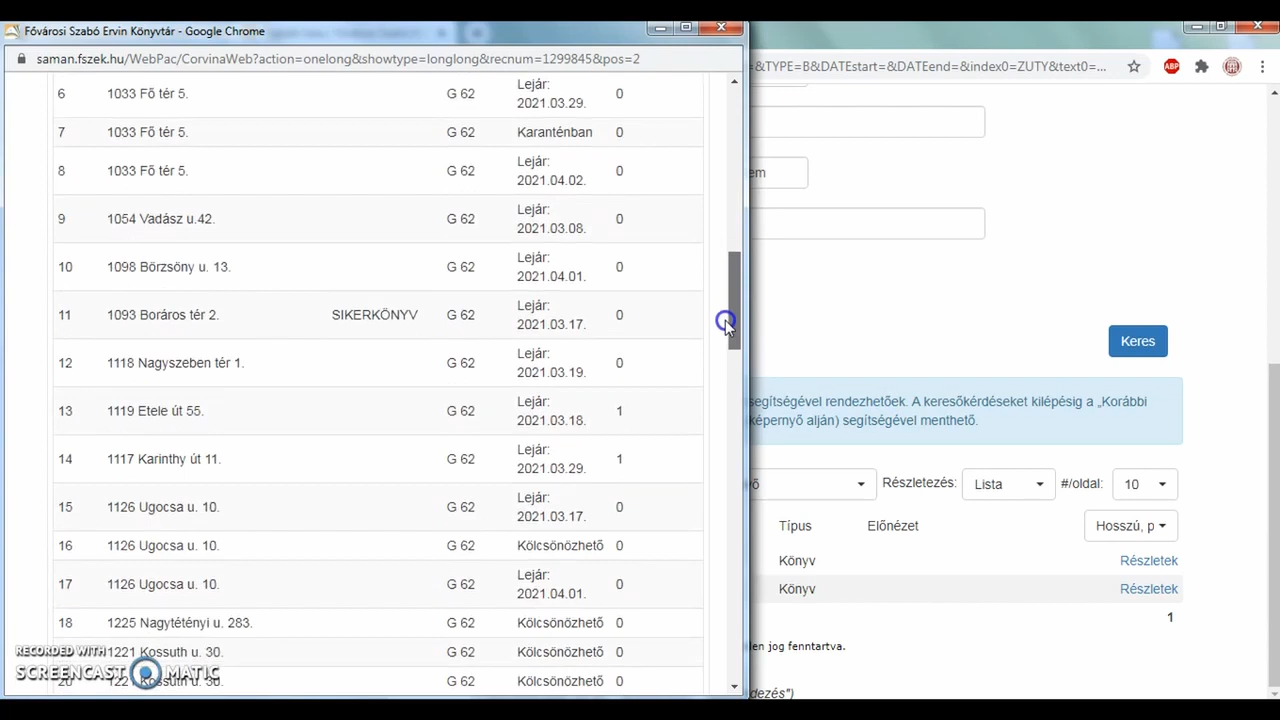 Fővárosi Szabó Ervin Könyvtár - Google Chrome
saman.fszek.hu/WebPac/CorvinaWeb?action=onelong&showtype=longlong&recnum=1299845&pos=2
6 1033 Fő tér 5. G 62 Lejár: 2021.03.29. 0
7 1033 Fő tér 5. G 62 Karanténban 0
8 1033 Fő tér 5. G 62 Lejár: 2021.04.02. 0
9 1054 Vadász u.42. G 62 Lejár: 2021.03.08. 0
10 1098 Börzsöny u. 13. G 62 Lejár: 2021.04.01. 0
11 1093 Boráros tér 2. SIKERKÖNYV G 62 Lejár: 2021.03.17. 0
12 1118 Nagyszeben tér 1. G 62 Lejár: 2021.03.19. 0
13 1119 Etele út 55. G 62 Lejár: 2021.03.18. 1
14 1117 Karinthy út 11. G 62 Lejár: 2021.03.29. 1
15 1126 Ugocsa u. 10. G 62 Lejár: 2021.03.17. 0
16 1126 Ugocsa u. 10. G 62 Kölcsönözhető 0
17 1126 Ugocsa u. 10. G 62 Lejár: 2021.04.01. 0
18 1225 Nagytétényi u. 283. G 62 Kölcsönözhető 0
1221 Kossuth u. 30. G 62 Kölcsönözhető 0
20 1221 Kossuth u. 30. G 62 Kölcsönözhető 0
RECORDED WITH
SCREENCAST MATIC
=&TYPE=B&DATEstart=&DATEend=&index0=ZUTY&text0=...
ABP
em
Keres
segítségével rendezhetőek. A keresőkérdéseket kilépésig a „Korábbi
képernyő alján) segítségével menthető.
ő Részletezés: Lista #/oldal: 10
Típus Előnézet Hosszú, p
Könyv Részletek
Könyv Részletek
1
en jog fenntartva.
dezés")